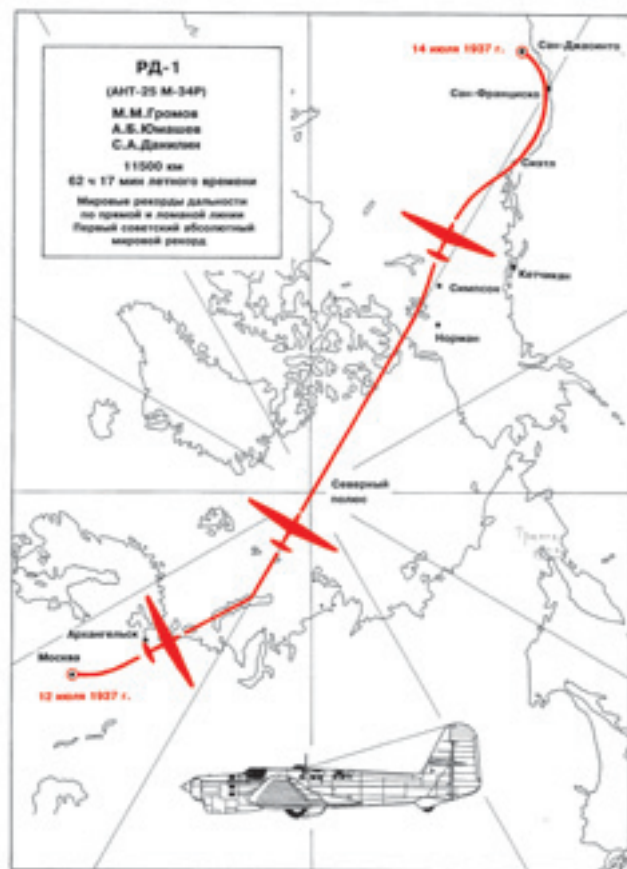 РД-1
(АНТ-25 М-34Р)
М.М.Громов
А.Б.Юмашев
С.А.Данилин
11500 км
62 ч 17 мин летного времени
Мировые рекорды дальности
по прямой и ломаной линии
Первый советский абсолютный
мировой рекорд
14 июля 1937 г.
Сан-Джасинто
Сан-Франциско
Сиэтл
Кетчикан
Симпсон
Норман
Северный
полюс
Архангельск
Москва
12 июля 1937 г.